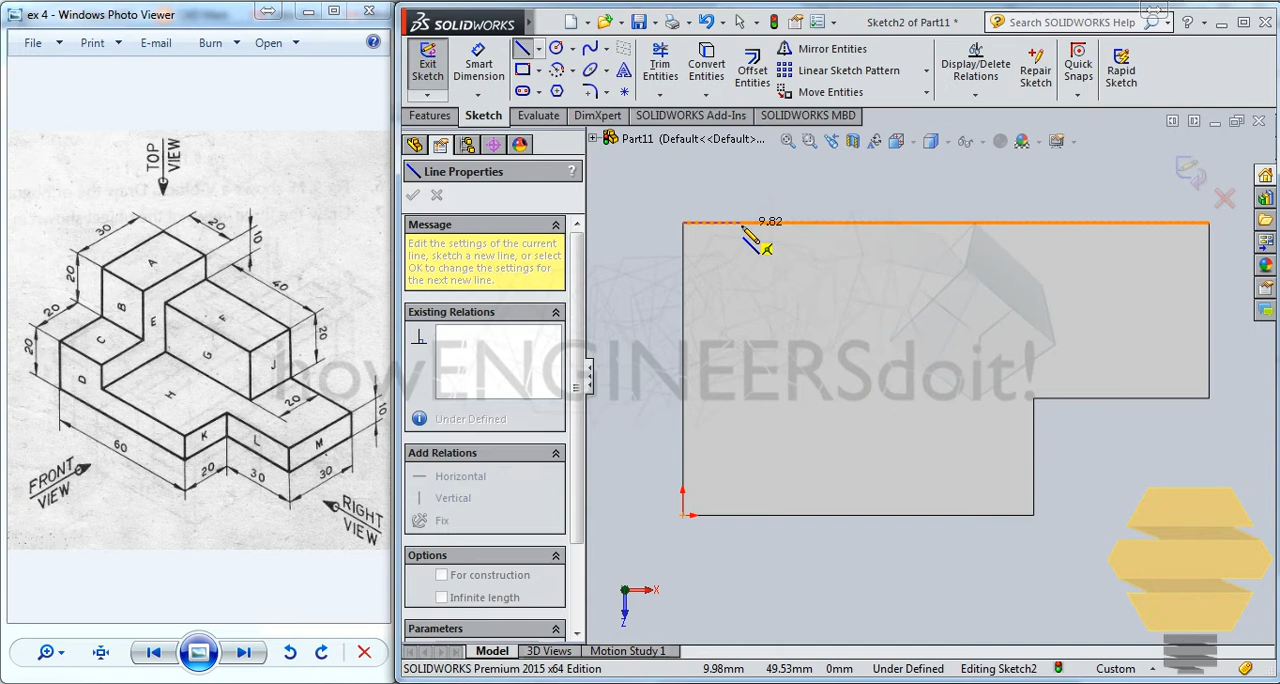 ex 4 - Windows Photo Viewer
File Print E-mail Burn Open
TOP VIEW
30
20
10
20
40
A
20
B
E
F
20
20
C
G
J
D
H
20
10
K
L
M
60
20
30
30
FRONT VIEW
RIGHT VIEW
SOLIDWORKS
Sketch2 of Part11 *
Search SOLIDWORKS Help
Exit Sketch
Smart Dimension
Trim Entities
Convert Entities
Offset Entities
Mirror Entities
Linear Sketch Pattern
Move Entities
Display/Delete Relations
Repair Sketch
Quick Snaps
Rapid Sketch
Features Sketch Evaluate DimXpert SOLIDWORKS Add-Ins SOLIDWORKS MBD
Part11 (Default<<Default>...
Line Properties ?
Message
Edit the settings of the current
line, sketch a new line, or select
OK to change the settings for
the next new line.
Existing Relations
Under Defined
Add Relations
Horizontal
Vertical
Fix
Options
For construction
Infinite length
Parameters
9.82
howENGINEERSdoit!
X
Z
Model 3D Views Motion Study 1
SOLIDWORKS Premium 2015 x64 Edition 9.98mm 49.53mm 0mm Under Defined Editing Sketch2 Custom